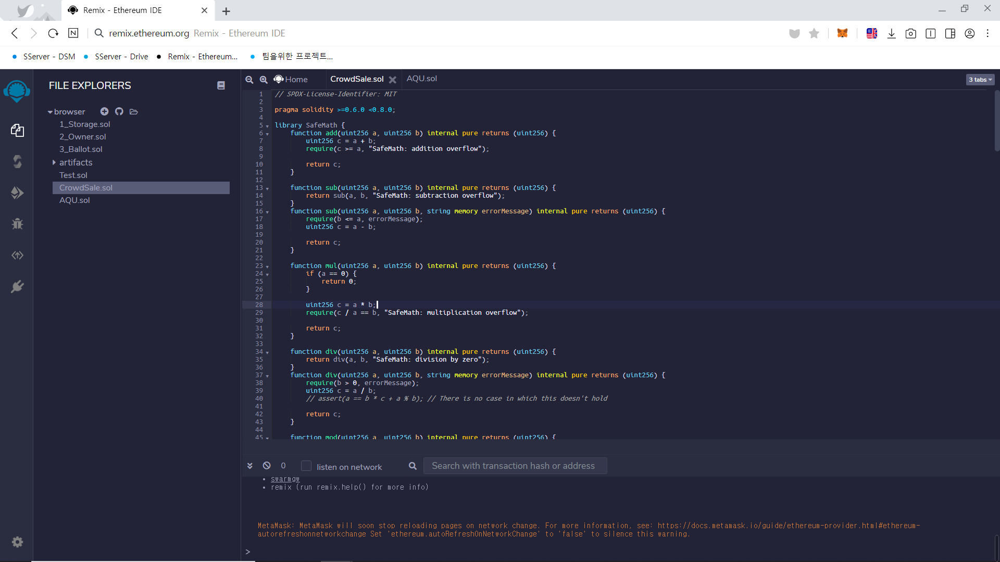 Remix - Ethereum IDE
remix.ethereum.org Remix - Ethereum IDE
SServer - DSM SServer - Drive Remix - Ethereum... 팀을위한 프로젝트...
FILE EXPLORERS
browser
1_Storage.sol
2_Owner.sol
3_Ballot.sol
artifacts
Test.sol
CrowdSale.sol
AQU.sol
Home CrowdSale.sol AQU.sol 3 tabs
1 // SPDX-License-Identifier: MIT
2
3 pragma solidity >=0.6.0 <0.8.0;
4
5 library SafeMath {
6 function add(uint256 a, uint256 b) internal pure returns (uint256) {
7 uint256 c = a + b;
8 require(c >= a, "SafeMath: addition overflow");
9
10 return c;
11 }
12
13 function sub(uint256 a, uint256 b) internal pure returns (uint256) {
14 return sub(a, b, "SafeMath: subtraction overflow");
15 }
16 function sub(uint256 a, uint256 b, string memory errorMessage) internal pure returns (uint256) {
17 require(b <= a, errorMessage);
18 uint256 c = a - b;
19
20 return c;
21 }
22
23 function mul(uint256 a, uint256 b) internal pure returns (uint256) {
24 if (a == 0) {
25 return 0;
26 }
27
28 uint256 c = a * b;
29 require(c / a == b, "SafeMath: multiplication overflow");
30
31 return c;
32 }
33
34 function div(uint256 a, uint256 b) internal pure returns (uint256) {
35 return div(a, b, "SafeMath: division by zero");
36 }
37 function div(uint256 a, uint256 b, string memory errorMessage) internal pure returns (uint256) {
38 require(b > 0, errorMessage);
39 uint256 c = a / b;
40 // assert(a == b * c + a % b); // There is no case in which this doesn't hold
41
42 return c;
43 }
44
45 function mod(uint256 a, uint256 b) internal pure returns (uint256) {
0 listen on network Search with transaction hash or address
• swarmgw
• remix (run remix.help() for more info)
MetaMask: MetaMask will soon stop reloading pages on network change. For more information, see: https://docs.metamask.io/guide/ethereum-provider.html#ethereum-
autorefreshonnetworkchange Set 'ethereum.autoRefreshOnNetworkChange' to 'false' to silence this warning.
>